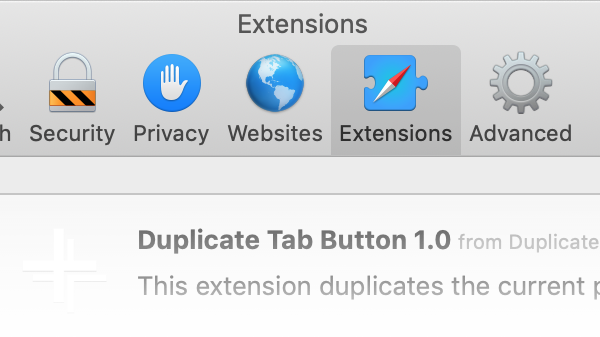 Extensions
h Security Privacy Websites Extensions Advanced
Duplicate Tab Button 1.0 from Duplicate
This extension duplicates the current p